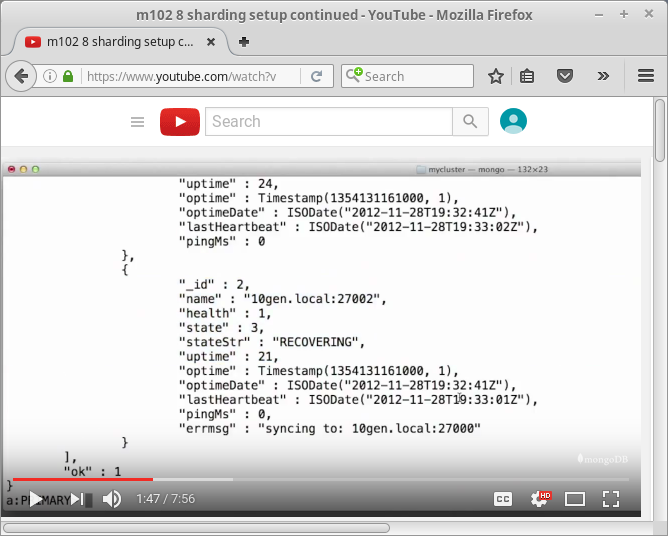 m102 8 sharding setup continued - YouTube - Mozilla Firefox
m102 8 sharding setup c...
https://www.youtube.com/watch?v
Search
Search
mycluster — mongo — 132×23
"uptime" : 24,
"optime" : Timestamp(1354131161000, 1),
"optimeDate" : ISODate("2012-11-28T19:32:41Z"),
"lastHeartbeat" : ISODate("2012-11-28T19:33:02Z"),
"pingMs" : 0
},
{
"_id" : 2,
"name" : "10gen.local:27002",
"health" : 1,
"state" : 3,
"stateStr" : "RECOVERING",
"uptime" : 21,
"optime" : Timestamp(1354131161000, 1),
"optimeDate" : ISODate("2012-11-28T19:32:41Z"),
"lastHeartbeat" : ISODate("2012-11-28T19:33:01Z"),
"pingMs" : 0,
"errmsg" : "syncing to: 10gen.local:27000"
}
],
"ok" : 1
}
mongoDB
a:PRIMARY
1:47 / 7:56
CC
HD